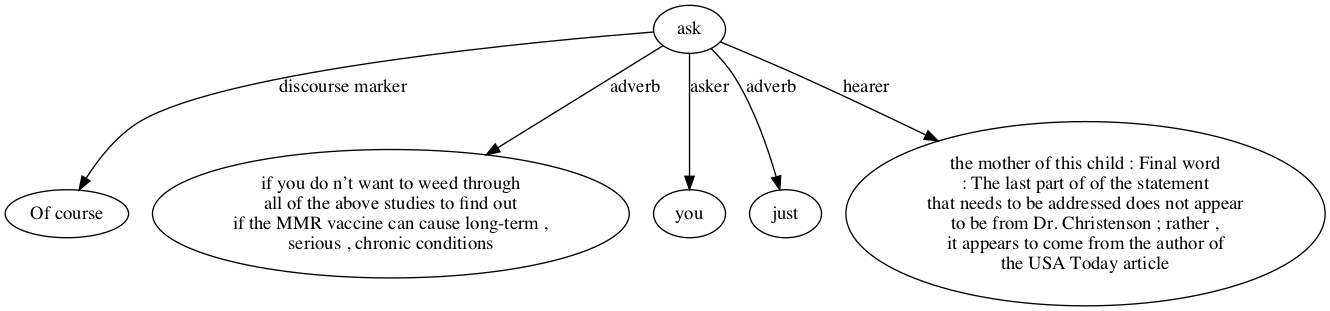 ask
discourse marker
adverb
asker
adverb
hearer
Of course
if you do n't want to weed through
all of the above studies to find out
if the MMR vaccine can cause long-term ,
serious , chronic conditions
you
just
the mother of this child : Final word
: The last part of of the statement
that needs to be addressed does not appear
to be from Dr. Christenson ; rather ,
it appears to come from the author of
the USA Today article